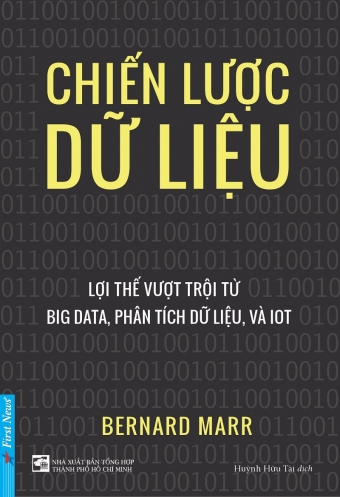 CHIẾN LƯỢC
DỮ LIỆU
LỢI THẾ VƯỢT TRỘI TỪ
BIG DATA, PHÂN TÍCH DỮ LIỆU, VÀ IOT
BERNARD MARR
First News
NHÀ XUẤT BẢN TỔNG HỢP
THÀNH PHỐ HỒ CHÍ MINH
Huỳnh Hữu Tài dịch